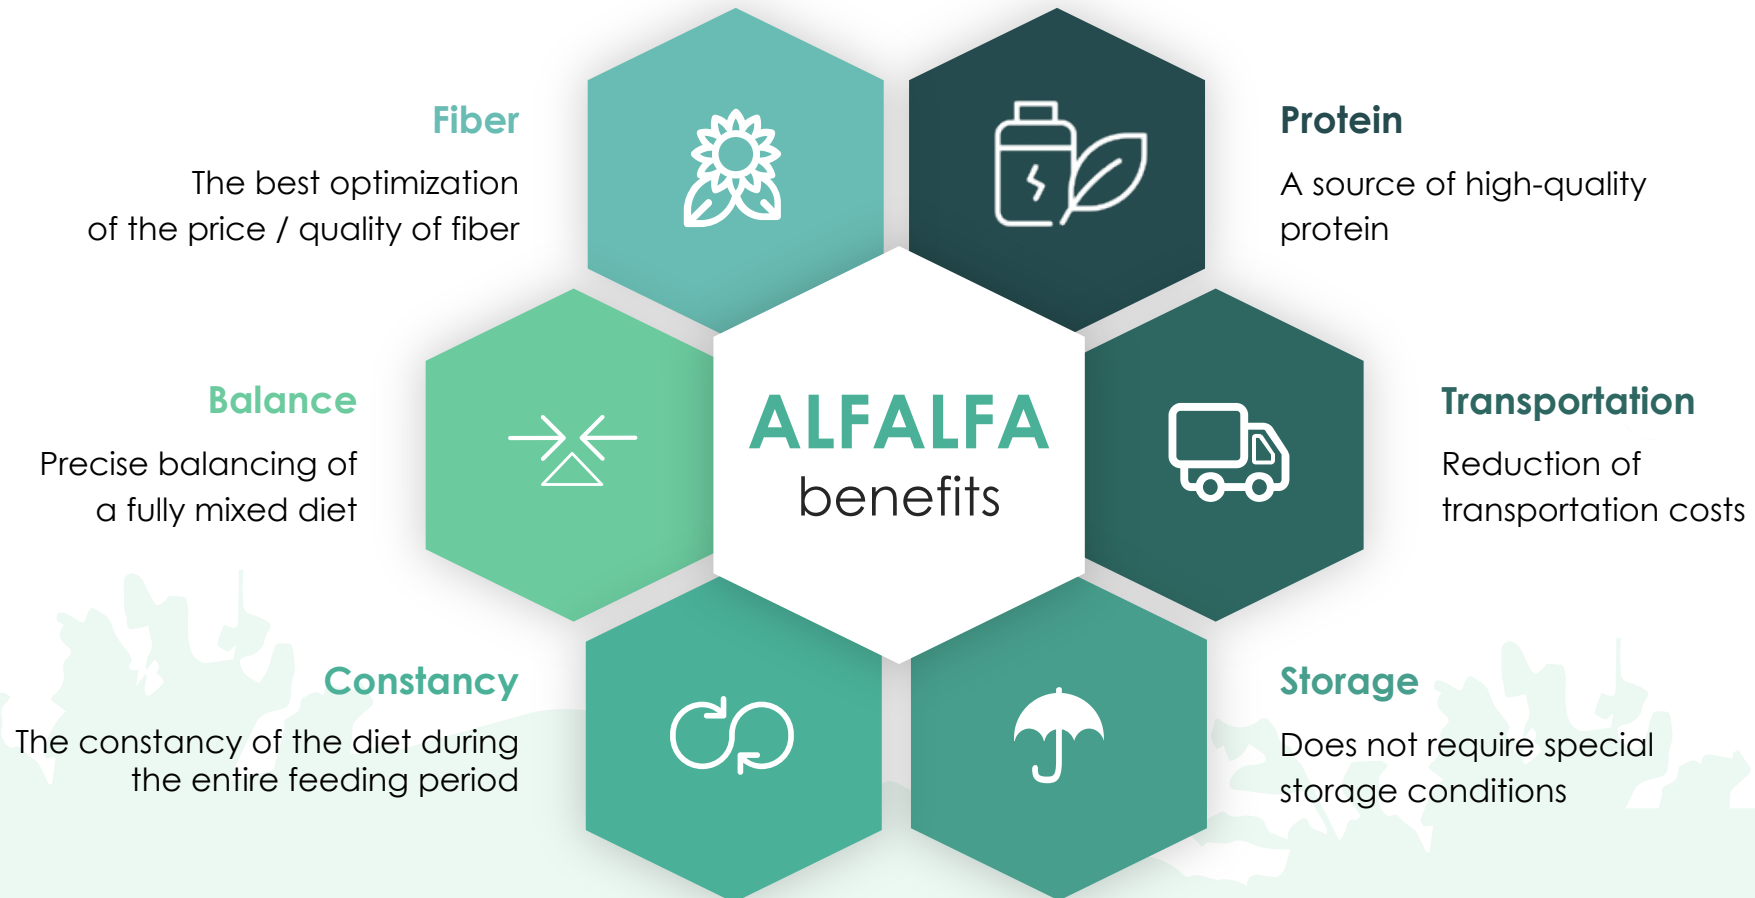 Fiber
The best optimization
of the price / quality of fiber
Protein
A source of high-quality
protein
Balance
Precise balancing of
a fully mixed diet
ALFALFA
benefits
Transportation
Reduction of
transportation costs
Constancy
The constancy of the diet during
the entire feeding period
Storage
Does not require special
storage conditions